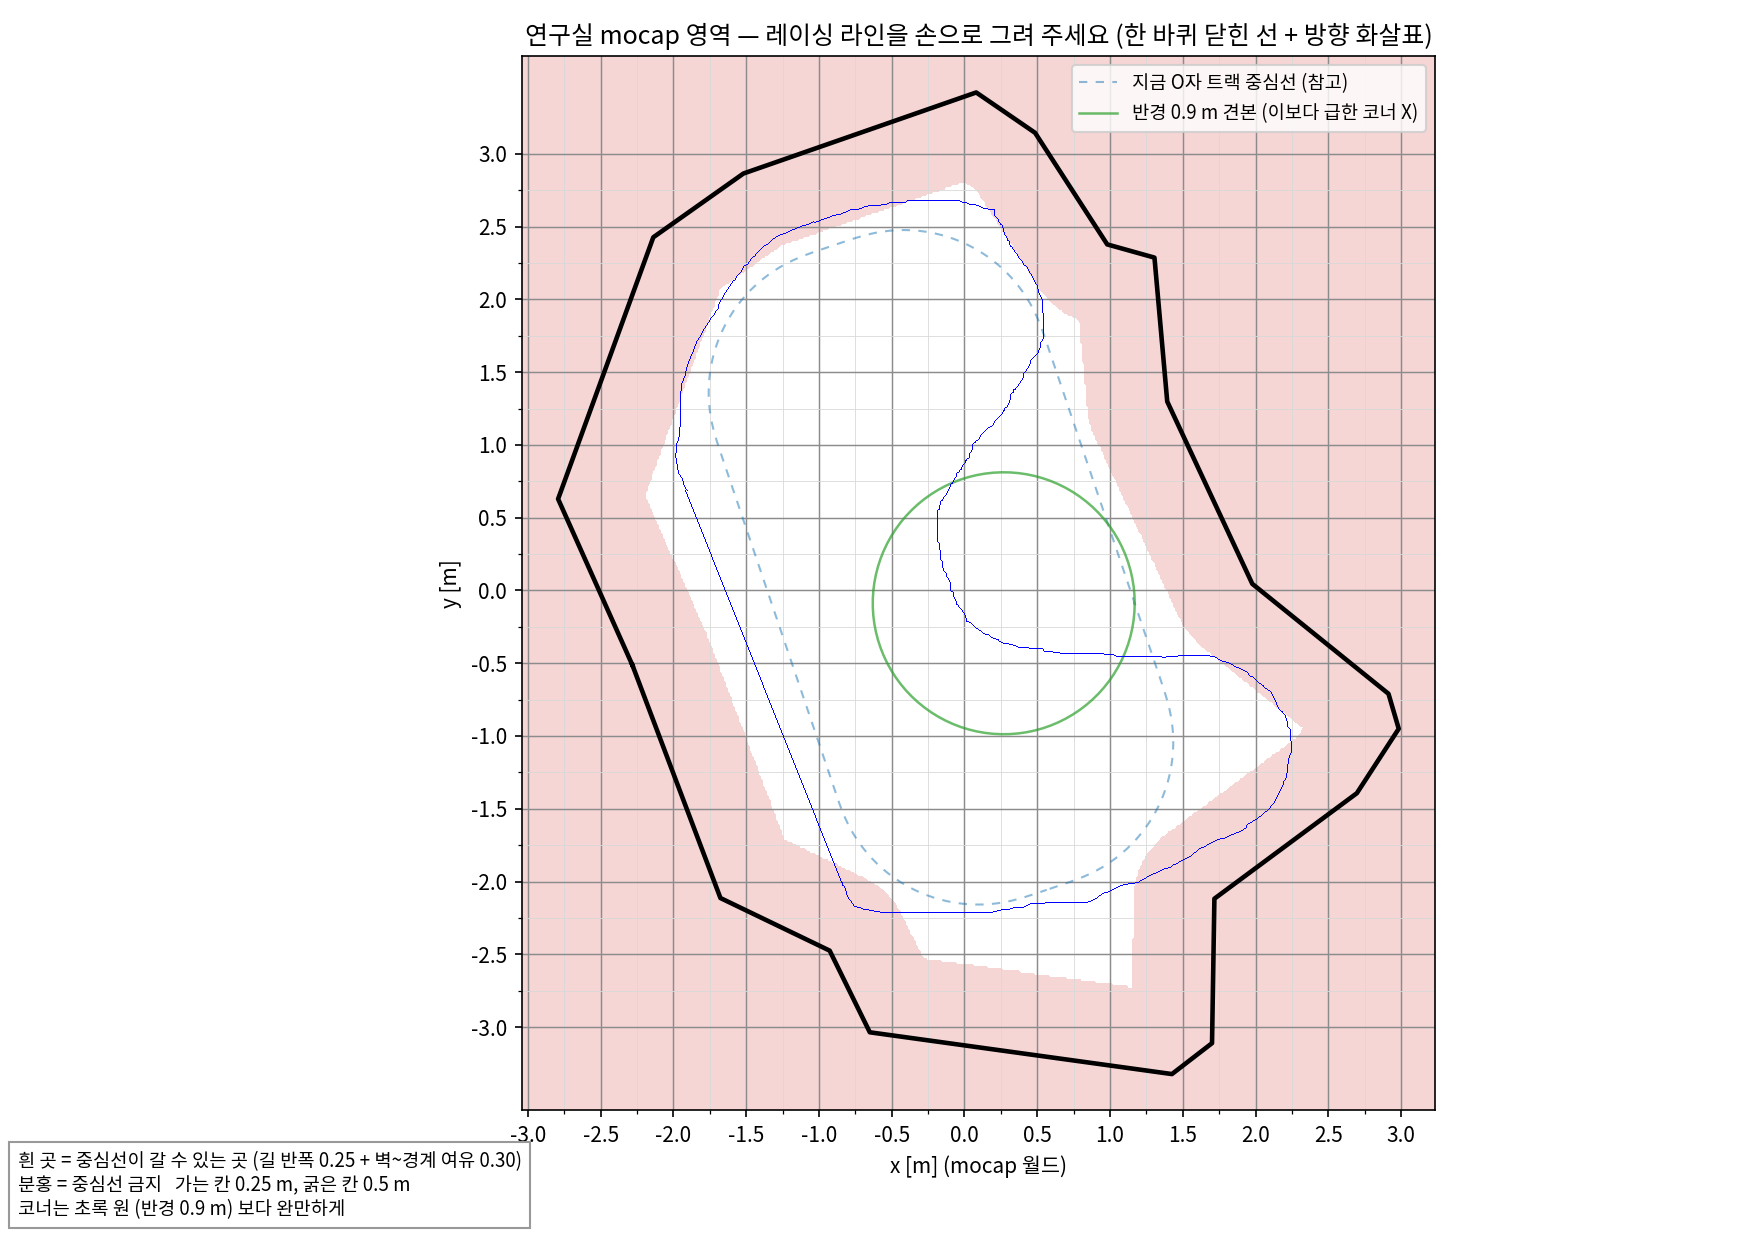 연구실 mocap 영역 — 레이싱 라인을 손으로 그려 주세요 (한 바퀴 닫힌 선 + 방향 화살표)
지금 O자 트랙 중심선 (참고)
반경 0.9 m 견본 (이보다 급한 코너 X)
3.0
2.5
2.0
1.5
1.0
0.5
0.0
-0.5
-1.0
-1.5
-2.0
-2.5
-3.0
y [m]
-3.0 -2.5 -2.0 -1.5 -1.0 -0.5 0.0 0.5 1.0 1.5 2.0 2.5 3.0
x [m] (mocap 월드)
흰 곳 = 중심선이 갈 수 있는 곳 (길 반폭 0.25 + 벽~경계 여유 0.30)
분홍 = 중심선 금지 가는 칸 0.25 m, 굵은 칸 0.5 m
코너는 초록 원 (반경 0.9 m) 보다 완만하게